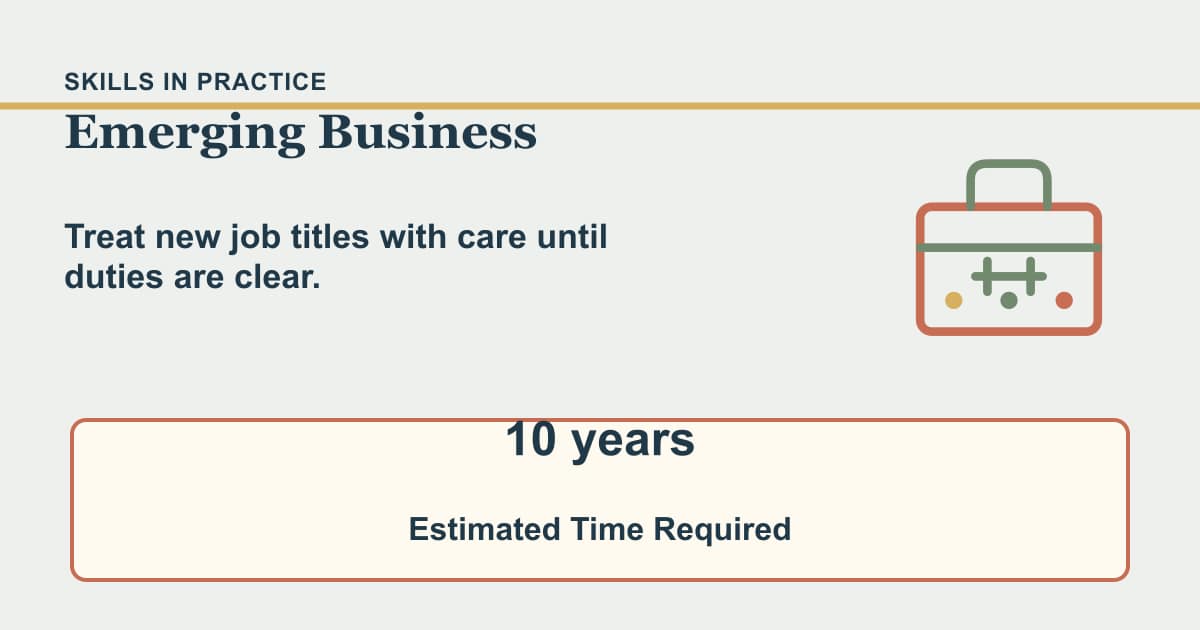 SKILLS IN PRACTICE
Emerging Business
Treat new job titles with care until
duties are clear.
10 years
Estimated Time Required